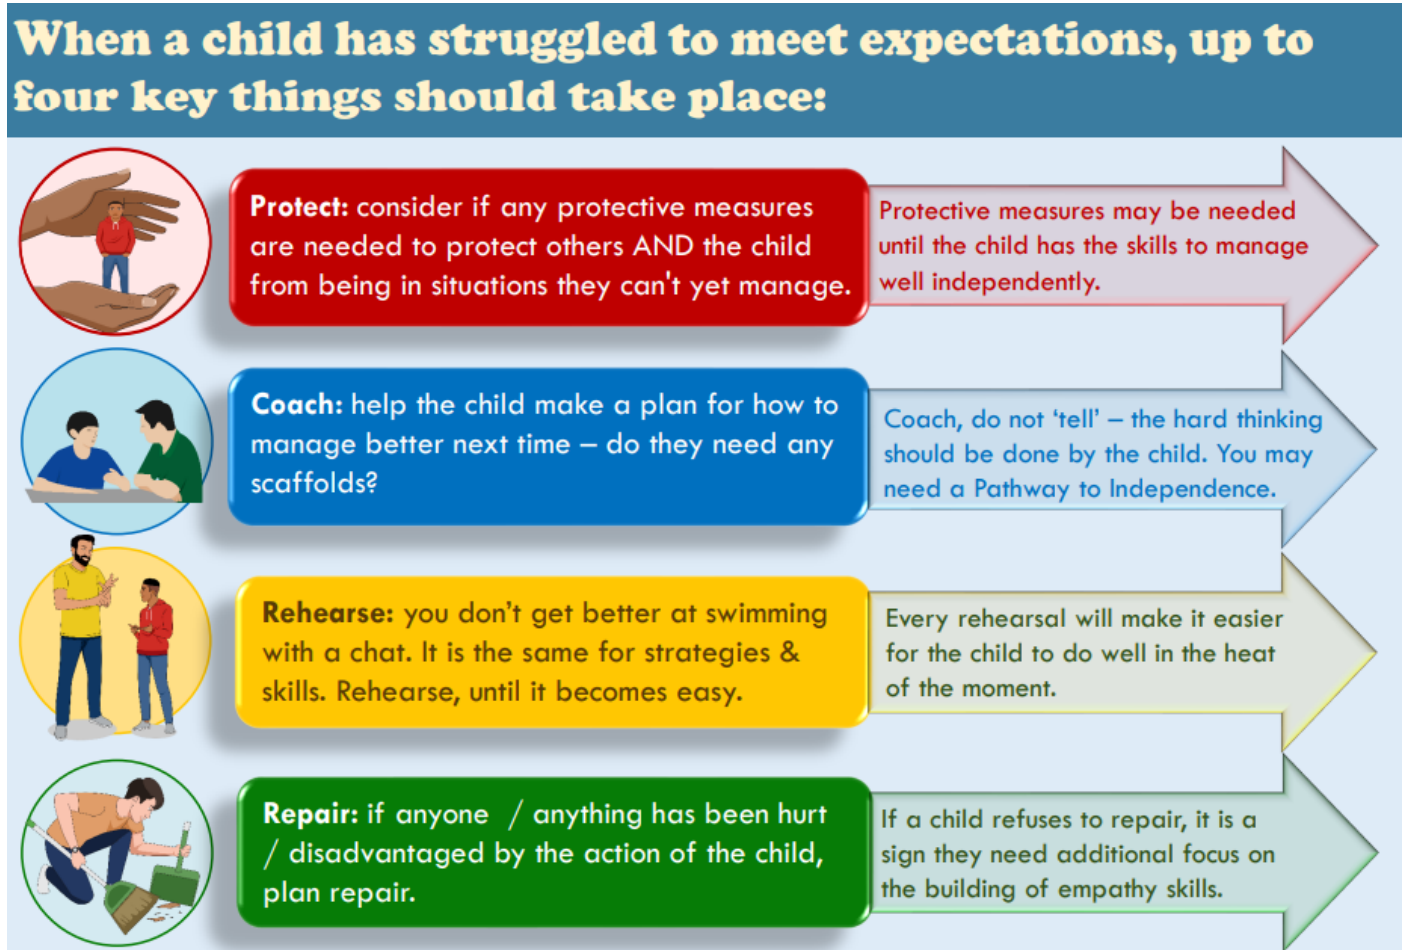 When a child has struggled to meet expectations, up to
four key things should take place:
Protect: consider if any protective measures
are needed to protect others AND the child
from being in situations they can't yet manage.
Protective measures may be needed
until the child has the skills to manage
well independently.
Coach: help the child make a plan for how to
manage better next time – do they need any
scaffolds?
Coach, do not ‘tell’ – the hard thinking
should be done by the child. You may
need a Pathway to Independence.
Rehearse: you don’t get better at swimming
with a chat. It is the same for strategies &
skills. Rehearse, until it becomes easy.
Every rehearsal will make it easier
for the child to do well in the heat
of the moment.
Repair: if anyone / anything has been hurt
/ disadvantaged by the action of the child,
plan repair.
If a child refuses to repair, it is a
sign they need additional focus on
the building of empathy skills.